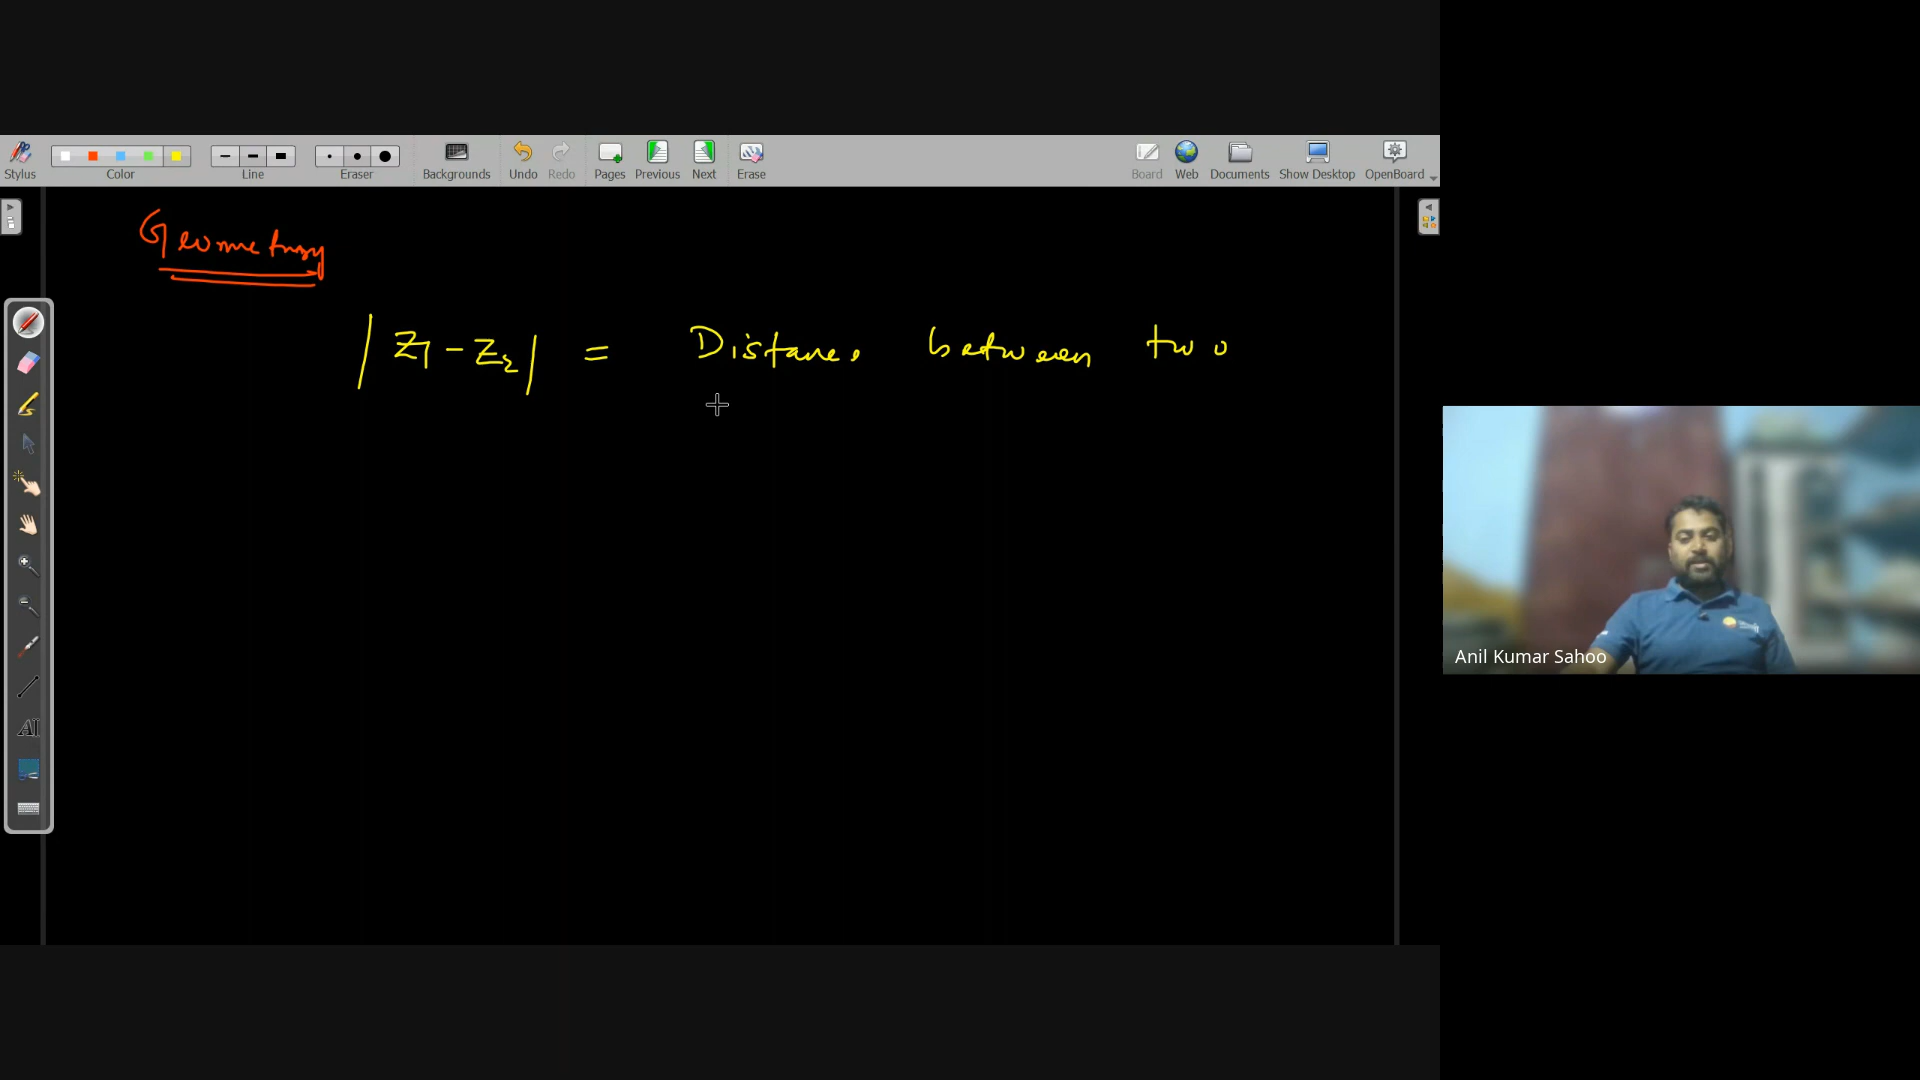 Stylus Color Line Eraser Backgrounds Undo Redo Pages Previous Next Erase Board Web Documents Show Desktop OpenBoard
Geometry
|Z1 - Z2| = Distance between two
AI
Anil Kumar Sahoo